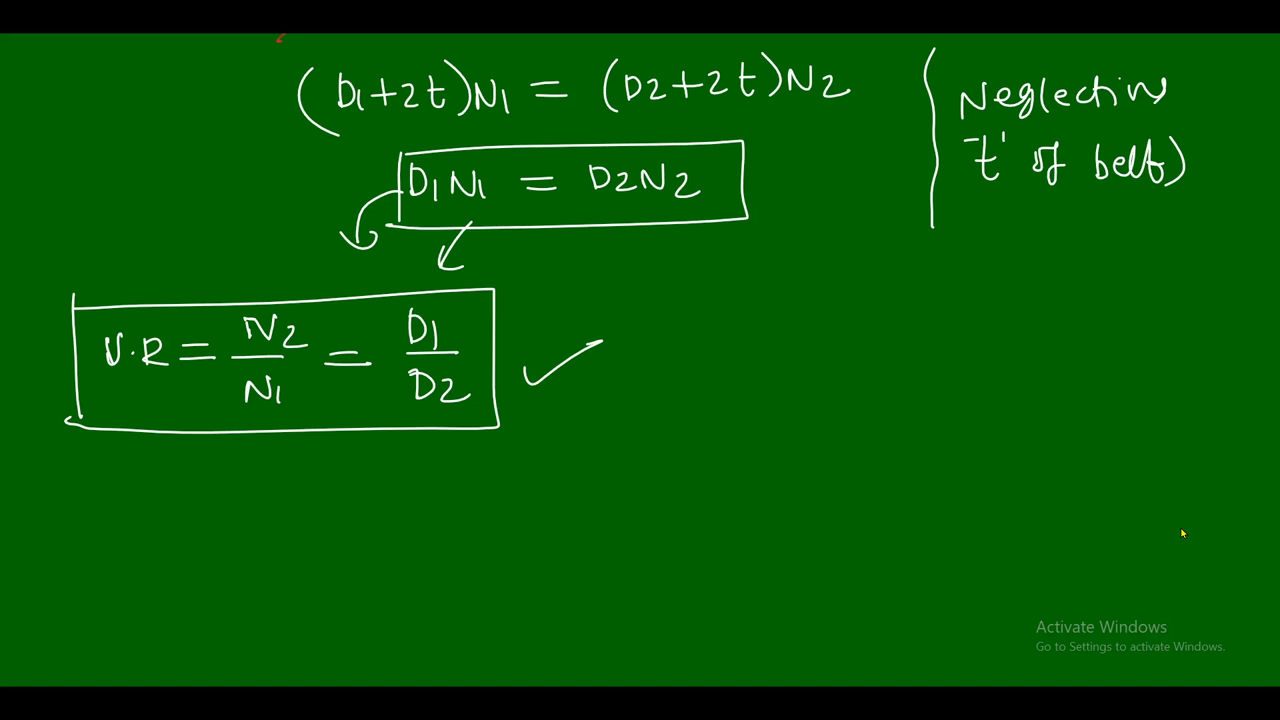 (D1+2t)N1 = (D2+2t)N2
(Neglecting
't' of belt)
D1N1 = D2N2
V.R = N2/N1 = D1/D2
Activate Windows
Go to Settings to activate Windows.